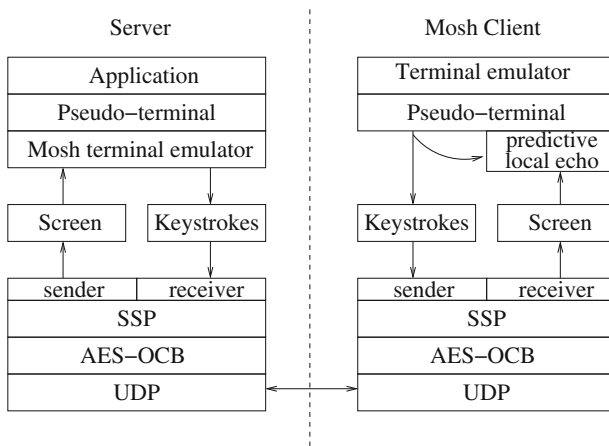 Server
Mosh Client
Application
Pseudo−terminal
Mosh terminal emulator
Terminal emulator
Pseudo−terminal
predictive
local echo
Screen
Keystrokes
Keystrokes
Screen
sender
receiver
sender
receiver
SSP
SSP
AES−OCB
AES−OCB
UDP
UDP